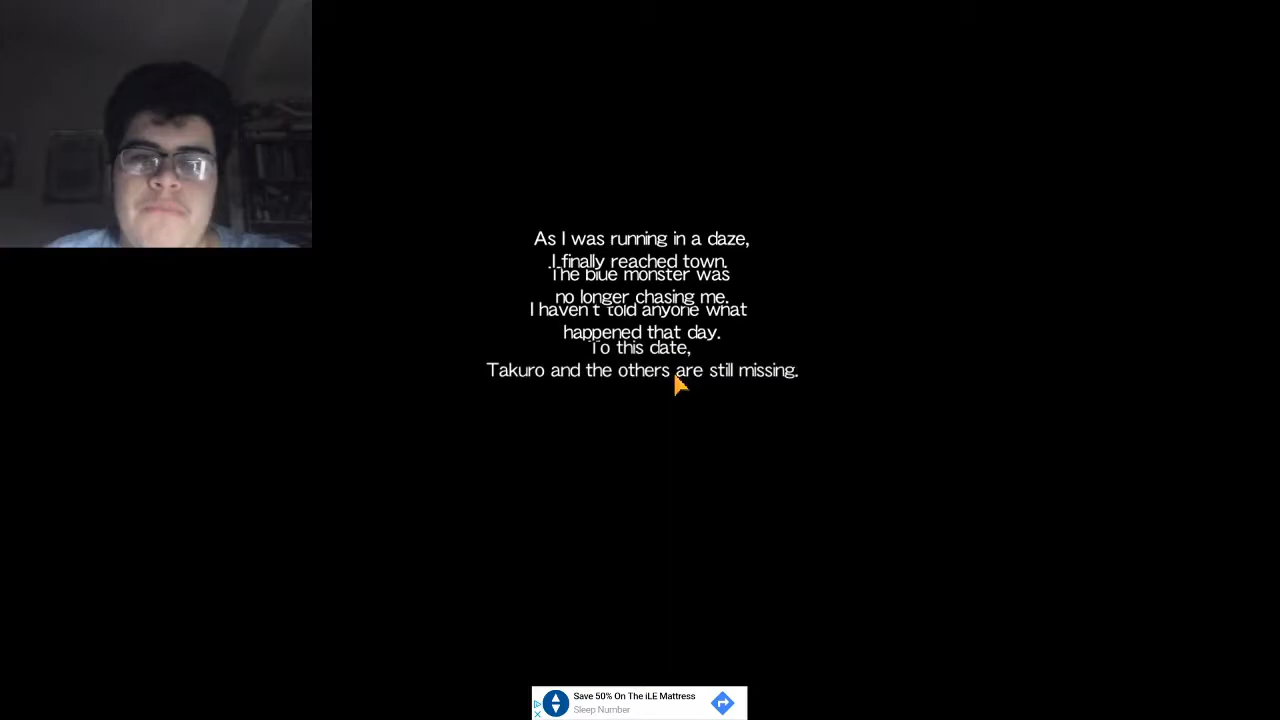 As I was running in a daze,
I finally reached town.
The blue monster was
no longer chasing me.
I haven't told anyone what
happened that day.
To this date,
Takuro and the others are still missing.
Save 50% On The iLE Mattress
Sleep Number